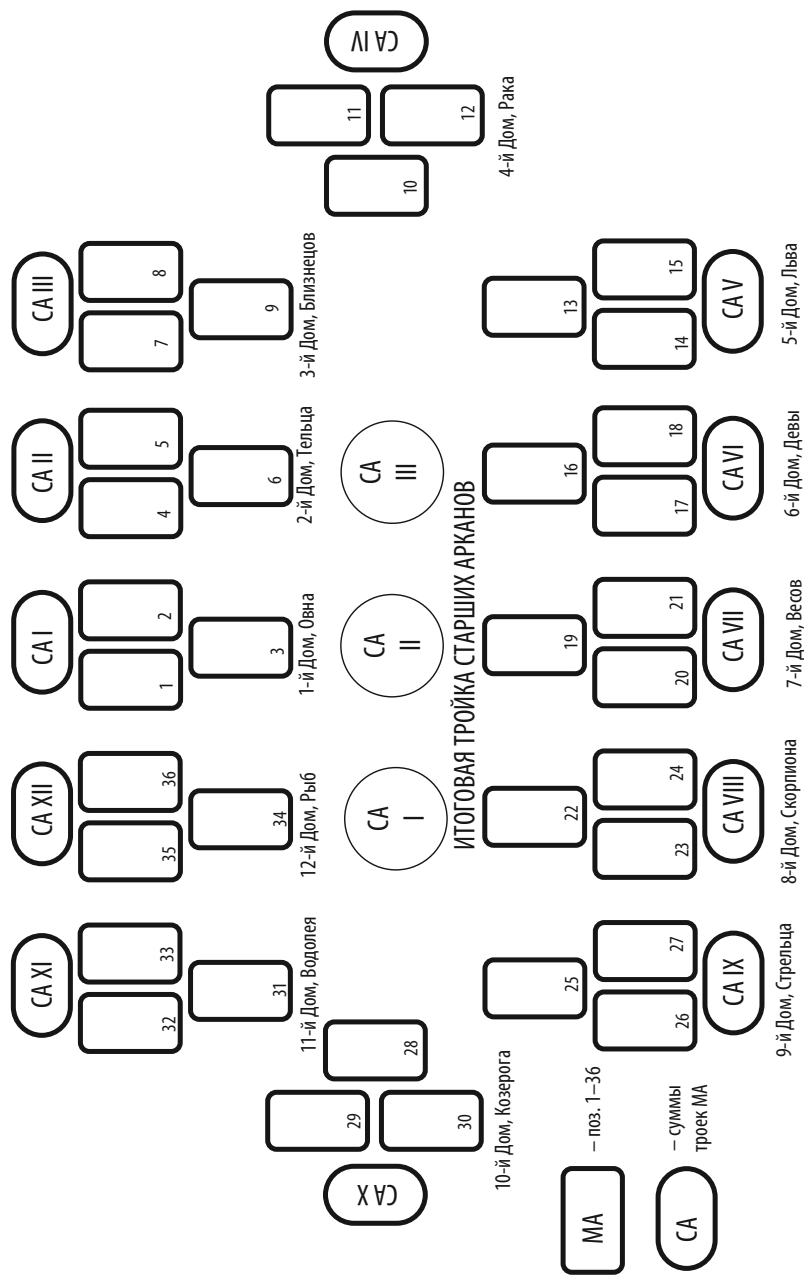 СА XI
СА XII
СА I
СА II
СА III
32
33
35
36
1
2
4
5
7
8
31
34
3
6
9
11-й Дом, Водолея
12-й Дом, Рыб
1-й Дом, Овна
2-й Дом, Тельца
3-й Дом, Близнецов
СА X
29
30
28
10-й Дом, Козерога
СА
I
СА
II
СА
III
ИТОГОВАЯ ТРОЙКА СТАРШИХ АРКАНОВ
10
11
12
СА IV
4-й Дом, Рака
25
22
19
16
13
26
27
23
24
20
21
17
18
14
15
СА IX
СА VIII
СА VII
СА VI
СА V
9-й Дом, Стрельца
8-й Дом, Скорпиона
7-й Дом, Весов
6-й Дом, Девы
5-й Дом, Льва
МА
– поз. 1–36
СА
– суммы
троек МА